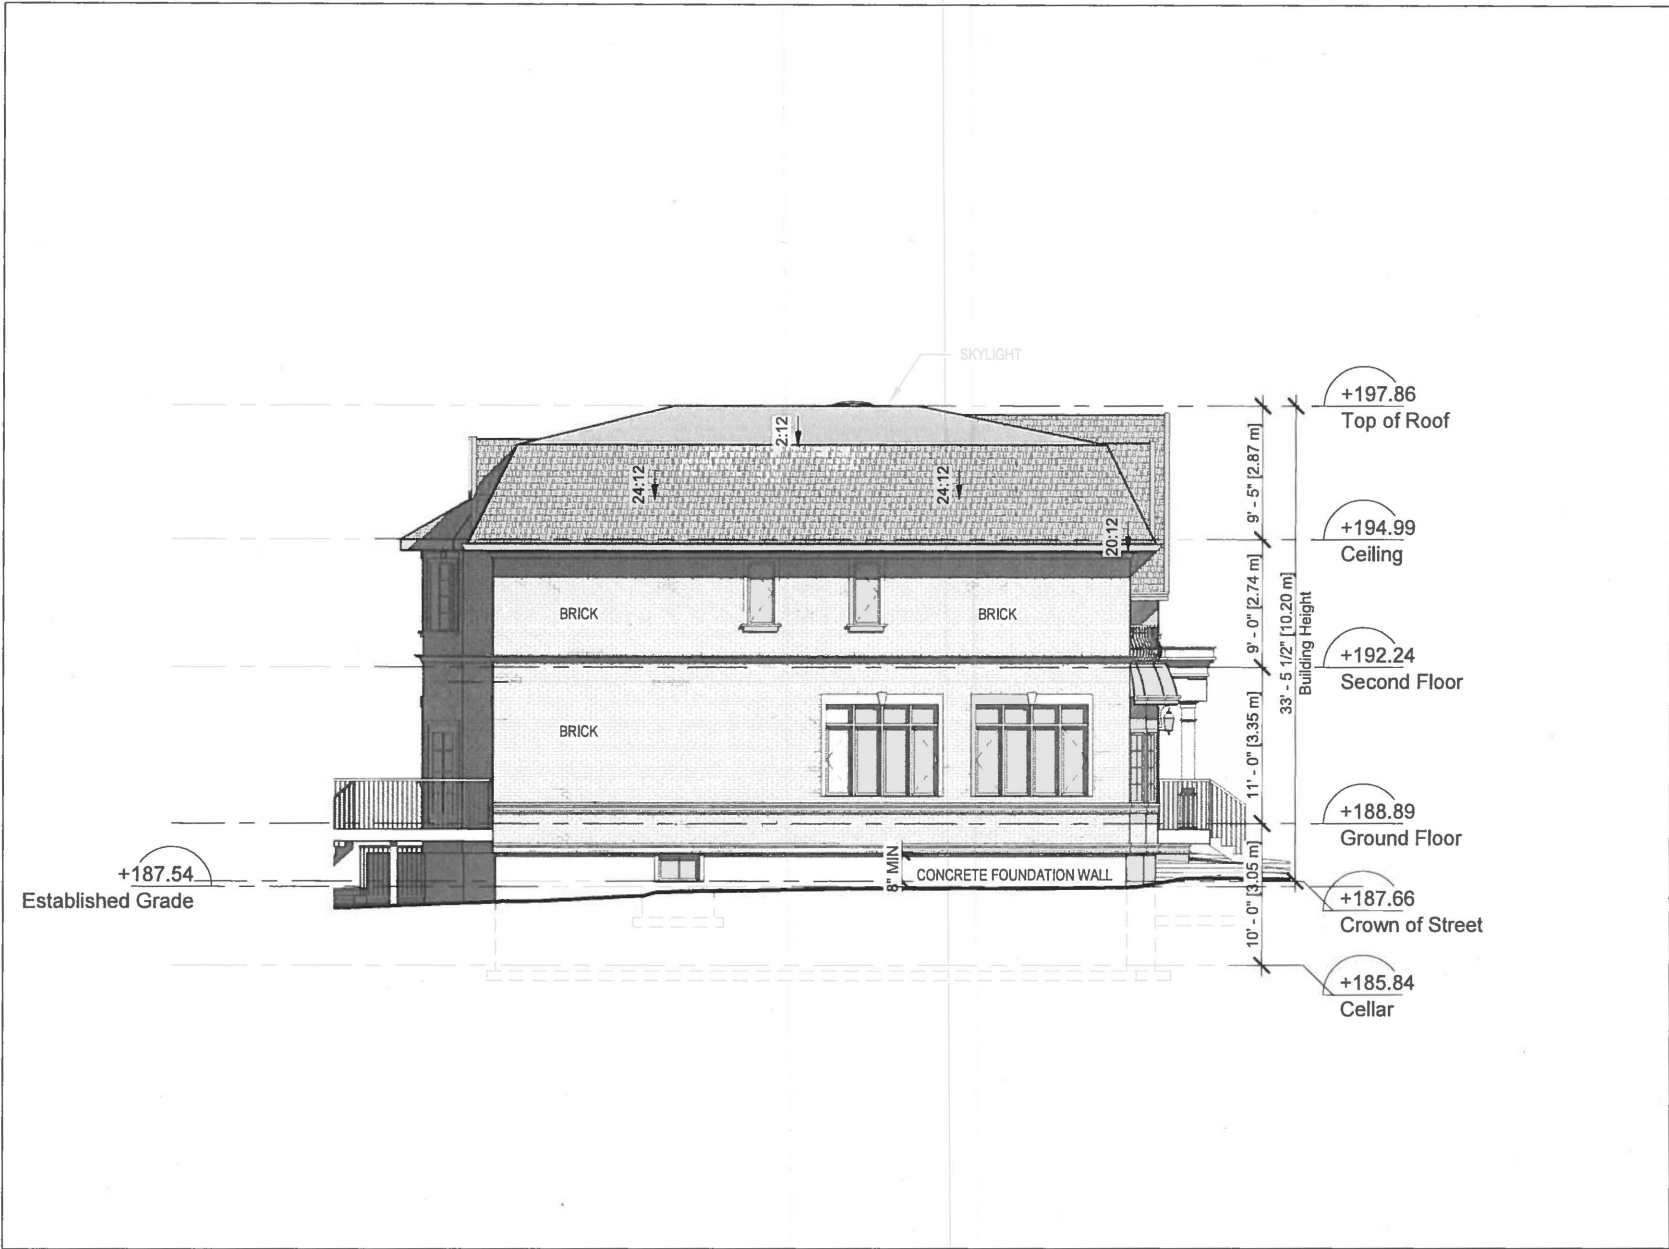 SKYLIGHT
+197.86
Top of Roof
2:12
24:12
24:12
20:12
9' - 5" [2.87 m]
+194.99
Ceiling
BRICK
BRICK
9' - 0" [2.74 m]
33' - 5 1/2" [10.20 m]
Building Height
+192.24
Second Floor
BRICK
11' - 0" [3.35 m]
+188.89
Ground Floor
+187.54
Established Grade
8" MIN
CONCRETE FOUNDATION WALL
10' - 0" [3.05 m]
+187.66
Crown of Street
+185.84
Cellar